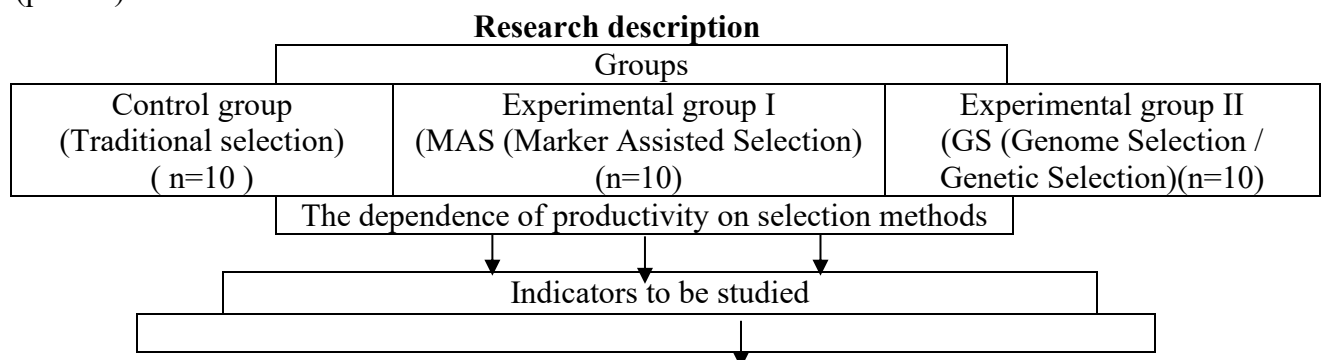 Research description
Groups
Control group
(Traditional selection)
( n=10 )
Experimental group I
(MAS (Marker Assisted Selection)
(n=10)
Experimental group II
(GS (Genome Selection /
Genetic Selection)(n=10)
The dependence of productivity on selection methods
Indicators to be studied